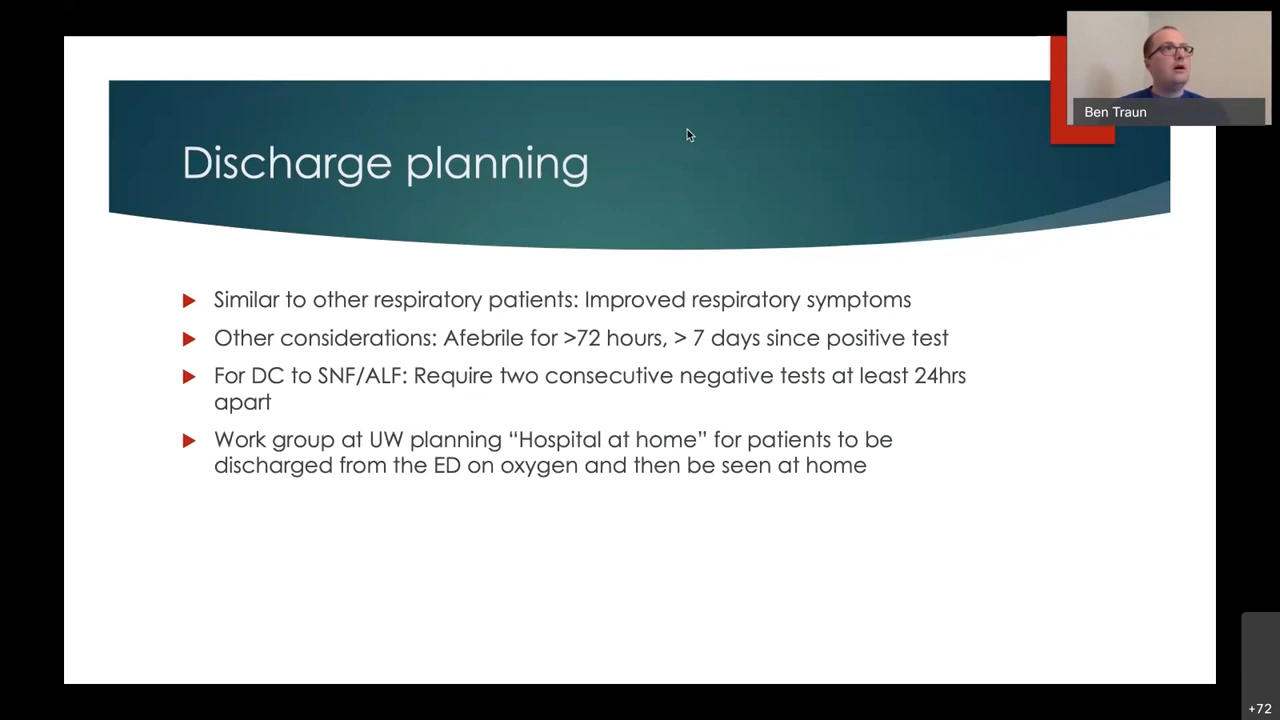 Ben Traun
Discharge planning
Similar to other respiratory patients: Improved respiratory symptoms
Other considerations: Afebrile for >72 hours, > 7 days since positive test
For DC to SNF/ALF: Require two consecutive negative tests at least 24hrs
apart
Work group at UW planning “Hospital at home” for patients to be
discharged from the ED on oxygen and then be seen at home
+72